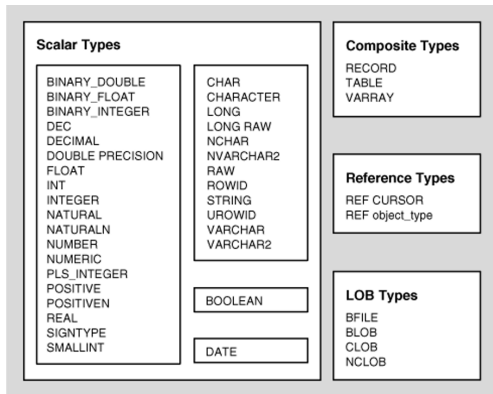 Scalar Types
BINARY_DOUBLE
BINARY_FLOAT
BINARY_INTEGER
DEC
DECIMAL
DOUBLE PRECISION
FLOAT
INT
INTEGER
NATURAL
NATURALN
NUMBER
NUMERIC
PLS_INTEGER
POSITIVE
POSITIVEN
REAL
SIGNTYPE
SMALLINT
CHAR
CHARACTER
LONG
LONG RAW
NCHAR
NVARCHAR2
RAW
ROWID
STRING
UROWID
VARCHAR
VARCHAR2
BOOLEAN
DATE
Composite Types
RECORD
TABLE
VARRAY
Reference Types
REF CURSOR
REF object_type
LOB Types
BFILE
BLOB
CLOB
NCLOB